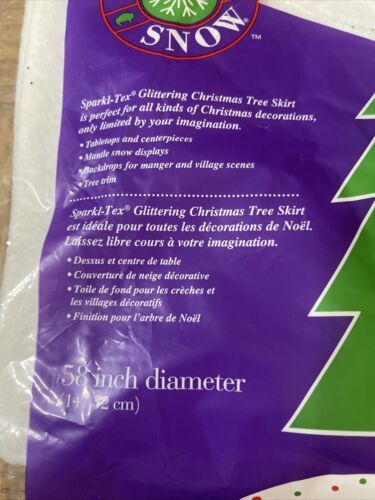 SNOW™
Sparkl-Tex® Glittering Christmas Tree Skirt
is perfect for all kinds of Christmas decorations,
only limited by your imagination.
• Tabletops and centerpieces
• Mantle snow displays
• Backdrops for manger and village scenes
• Tree trim
Sparkl-Tex® Glittering Christmas Tree Skirt
est idéale pour toutes les décorations de Noël.
Laissez libre cours à votre imagination.
• Dessus et centre de table
• Couverture de neige décorative
• Toile de fond pour les crèches et
les villages décoratifs
• Finition pour l'arbre de Noël
58 inch diameter
cm)